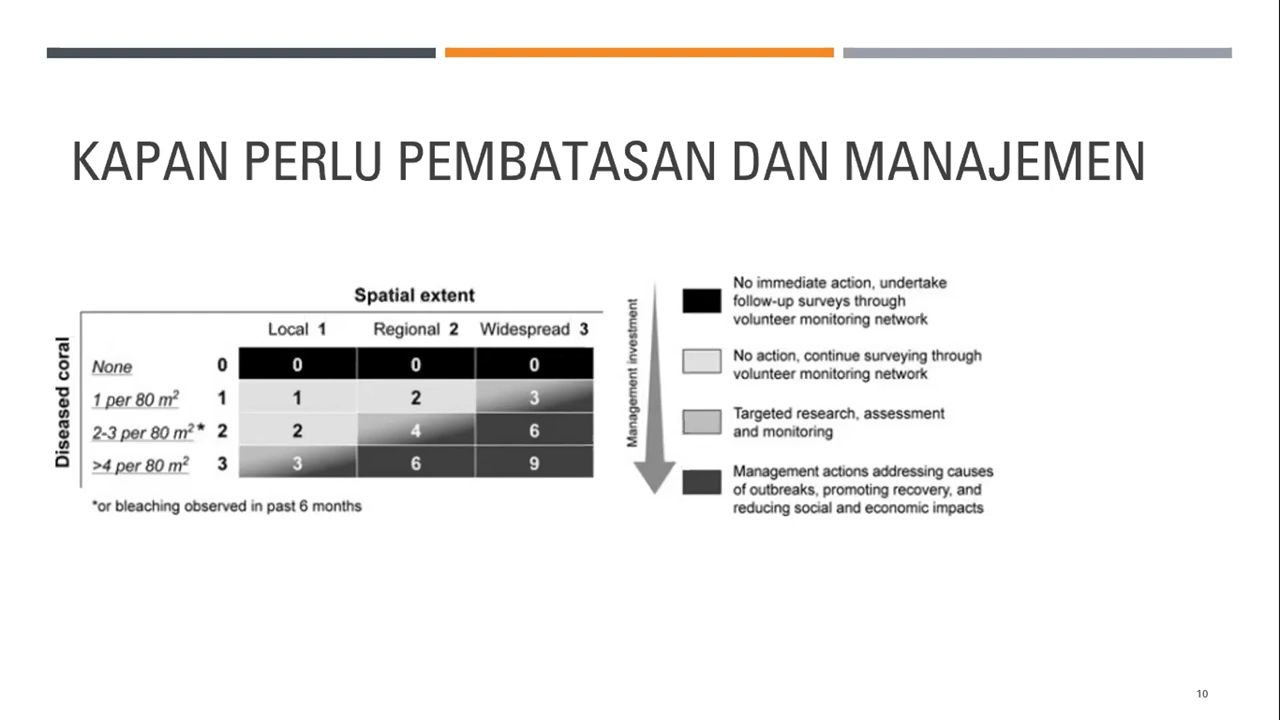 KAPAN PERLU PEMBATASAN DAN MANAJEMEN
Spatial extent
Local 1 Regional 2 Widespread 3
Diseased coral
None 0 0 0 0
1 per 80 m² 1 1 2 3
2-3 per 80 m²* 2 2 4 6
>4 per 80 m² 3 3 6 9
*or bleaching observed in past 6 months
Management investment
No immediate action, undertake
follow-up surveys through
volunteer monitoring network
No action, continue surveying through
volunteer monitoring network
Targeted research, assessment
and monitoring
Management actions addressing causes
of outbreaks, promoting recovery, and
reducing social and economic impacts
10